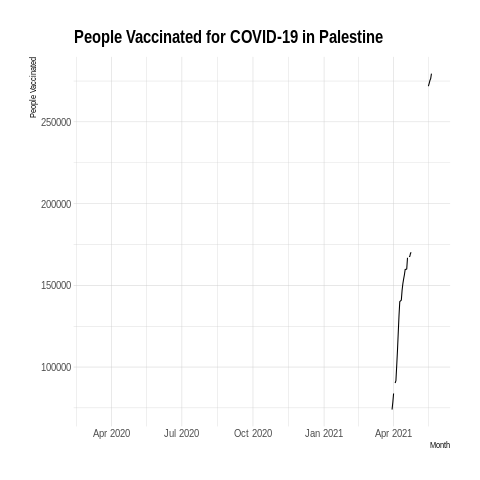 People Vaccinated for COVID-19 in Palestine
People Vaccinated
250000
200000
150000
100000
Apr 2020
Jul 2020
Oct 2020
Jan 2021
Apr 2021
Month